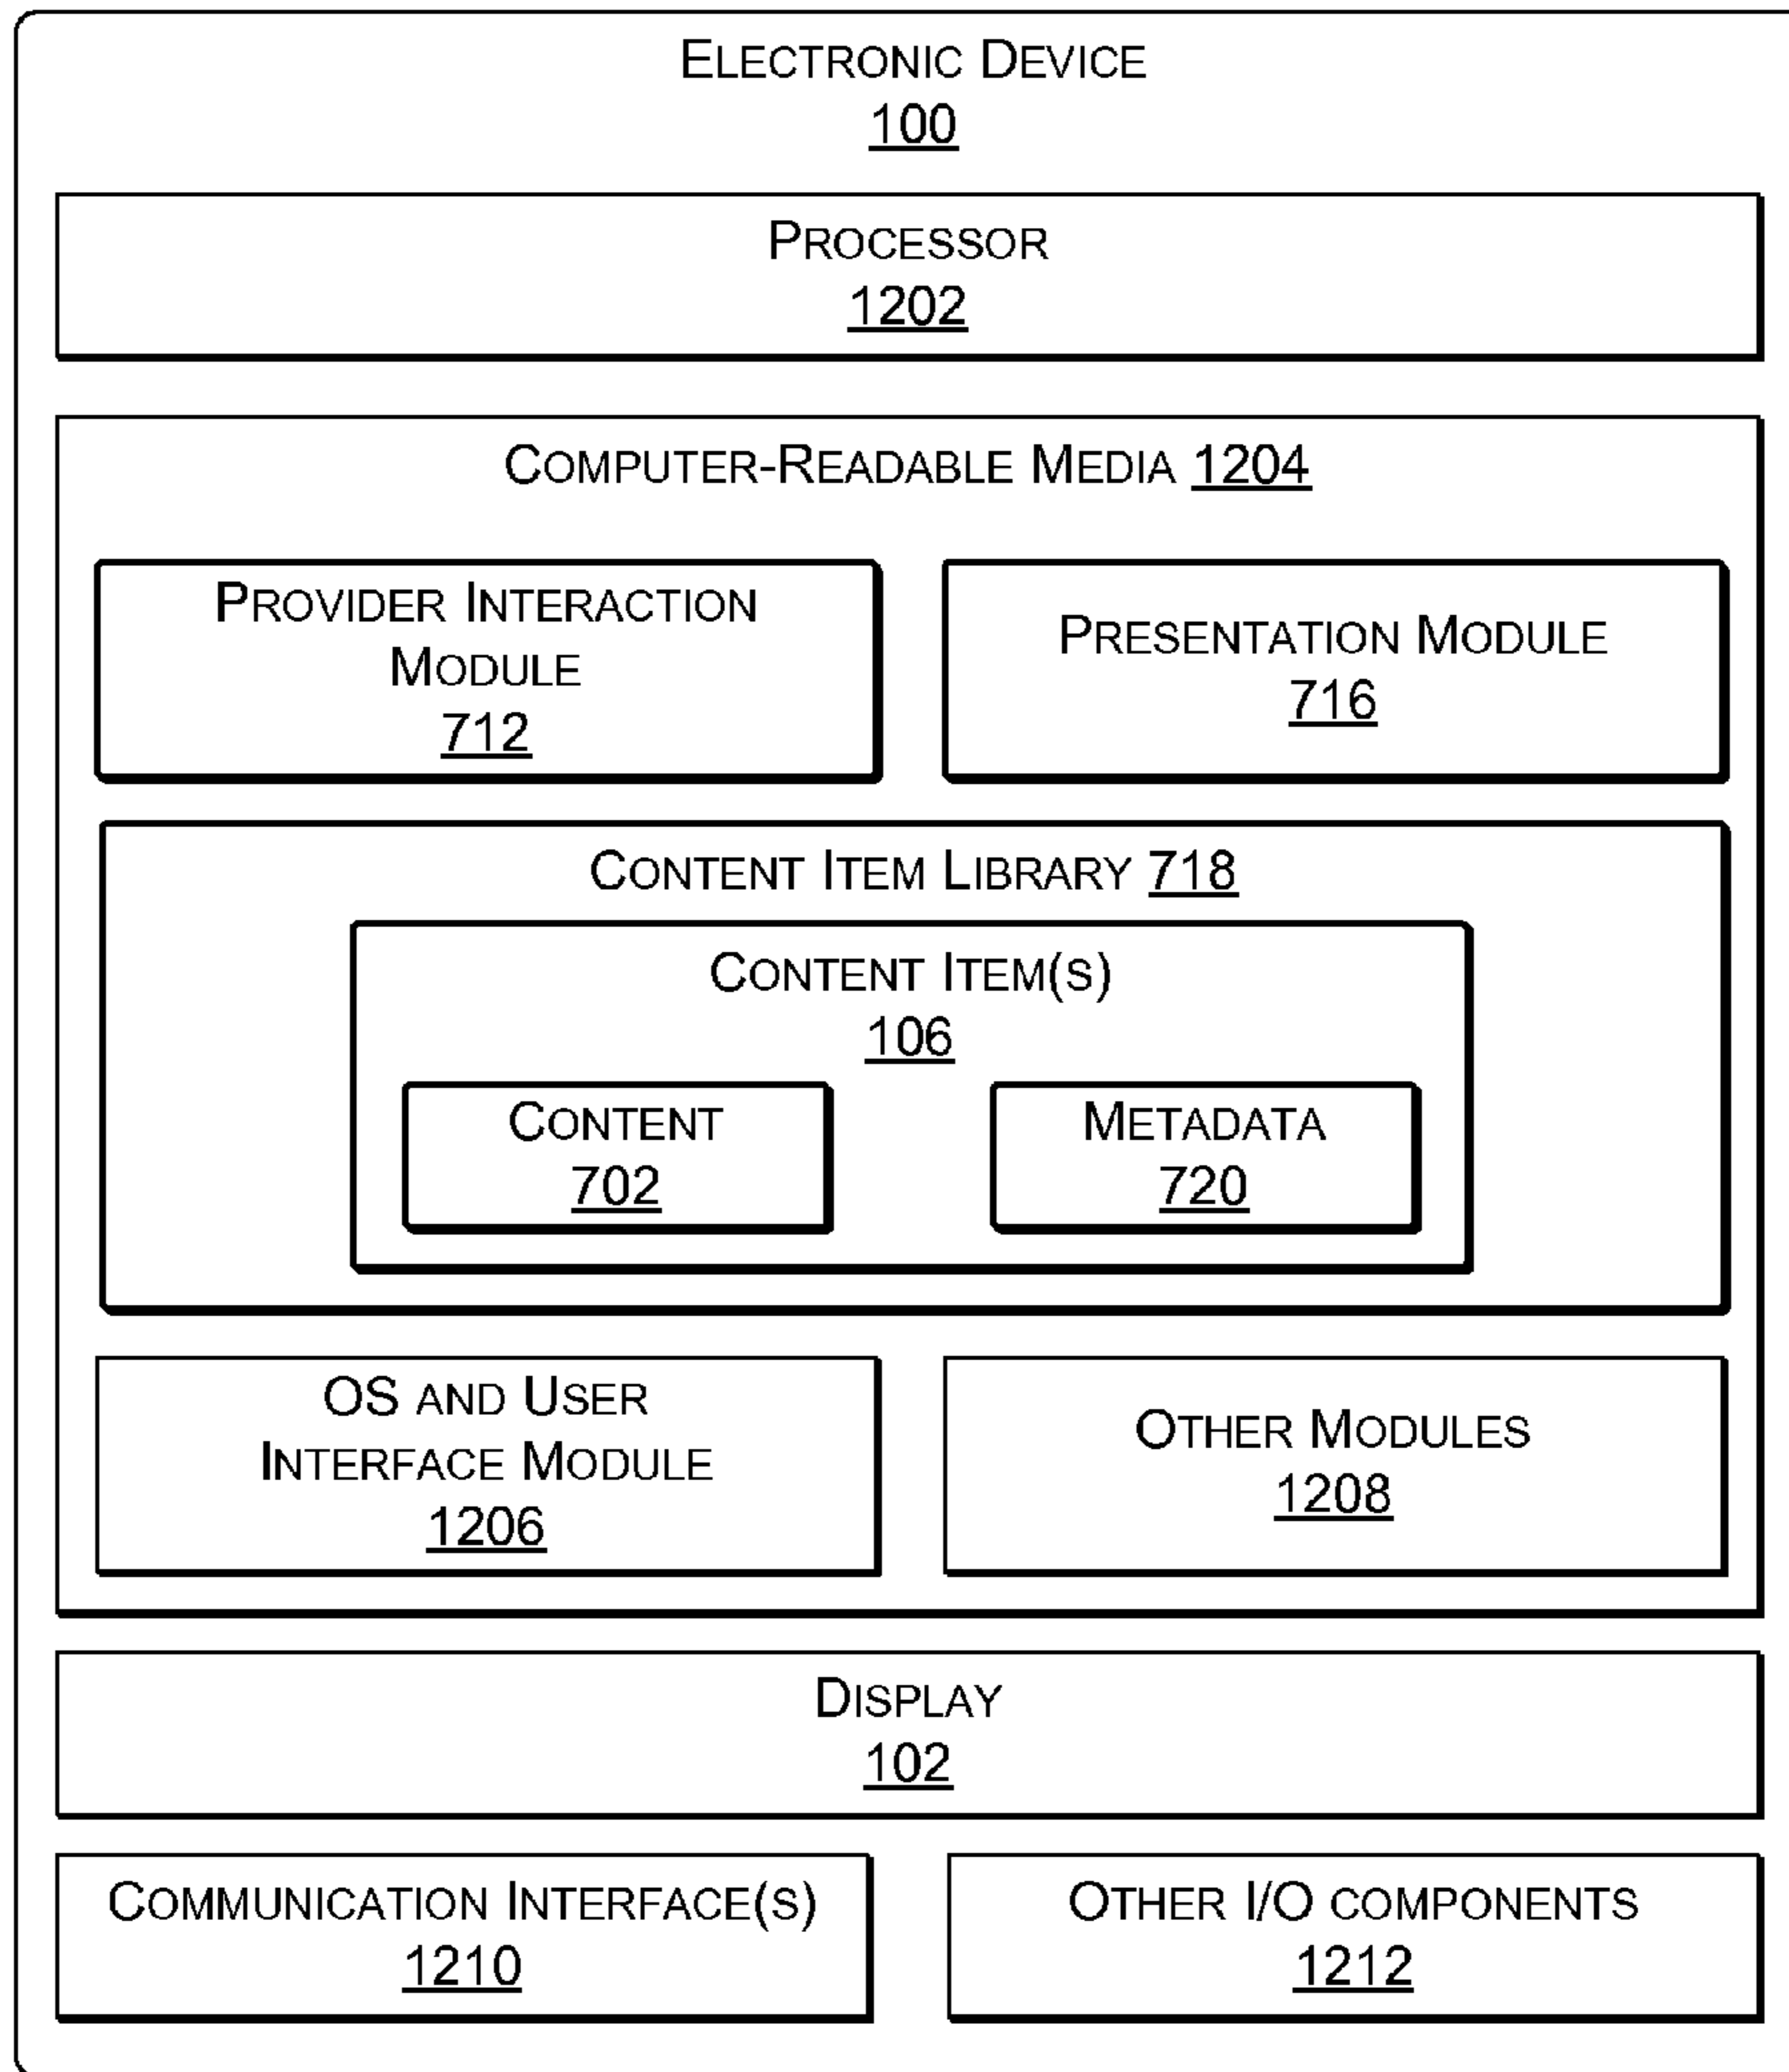 ELECTRONIC DEVICE
100
PROCESSOR
1202
COMPUTER-READABLE MEDIA 1204
PROVIDER INTERACTION
MODULE
712
PRESENTATION MODULE
716
CONTENT ITEM LIBRARY 718
CONTENT ITEM(S)
106
CONTENT
702
METADATA
720
OS AND USER
INTERFACE MODULE
1206
OTHER MODULES
1208
DISPLAY
102
COMMUNICATION INTERFACE(S)
1210
OTHER I/O COMPONENTS
1212